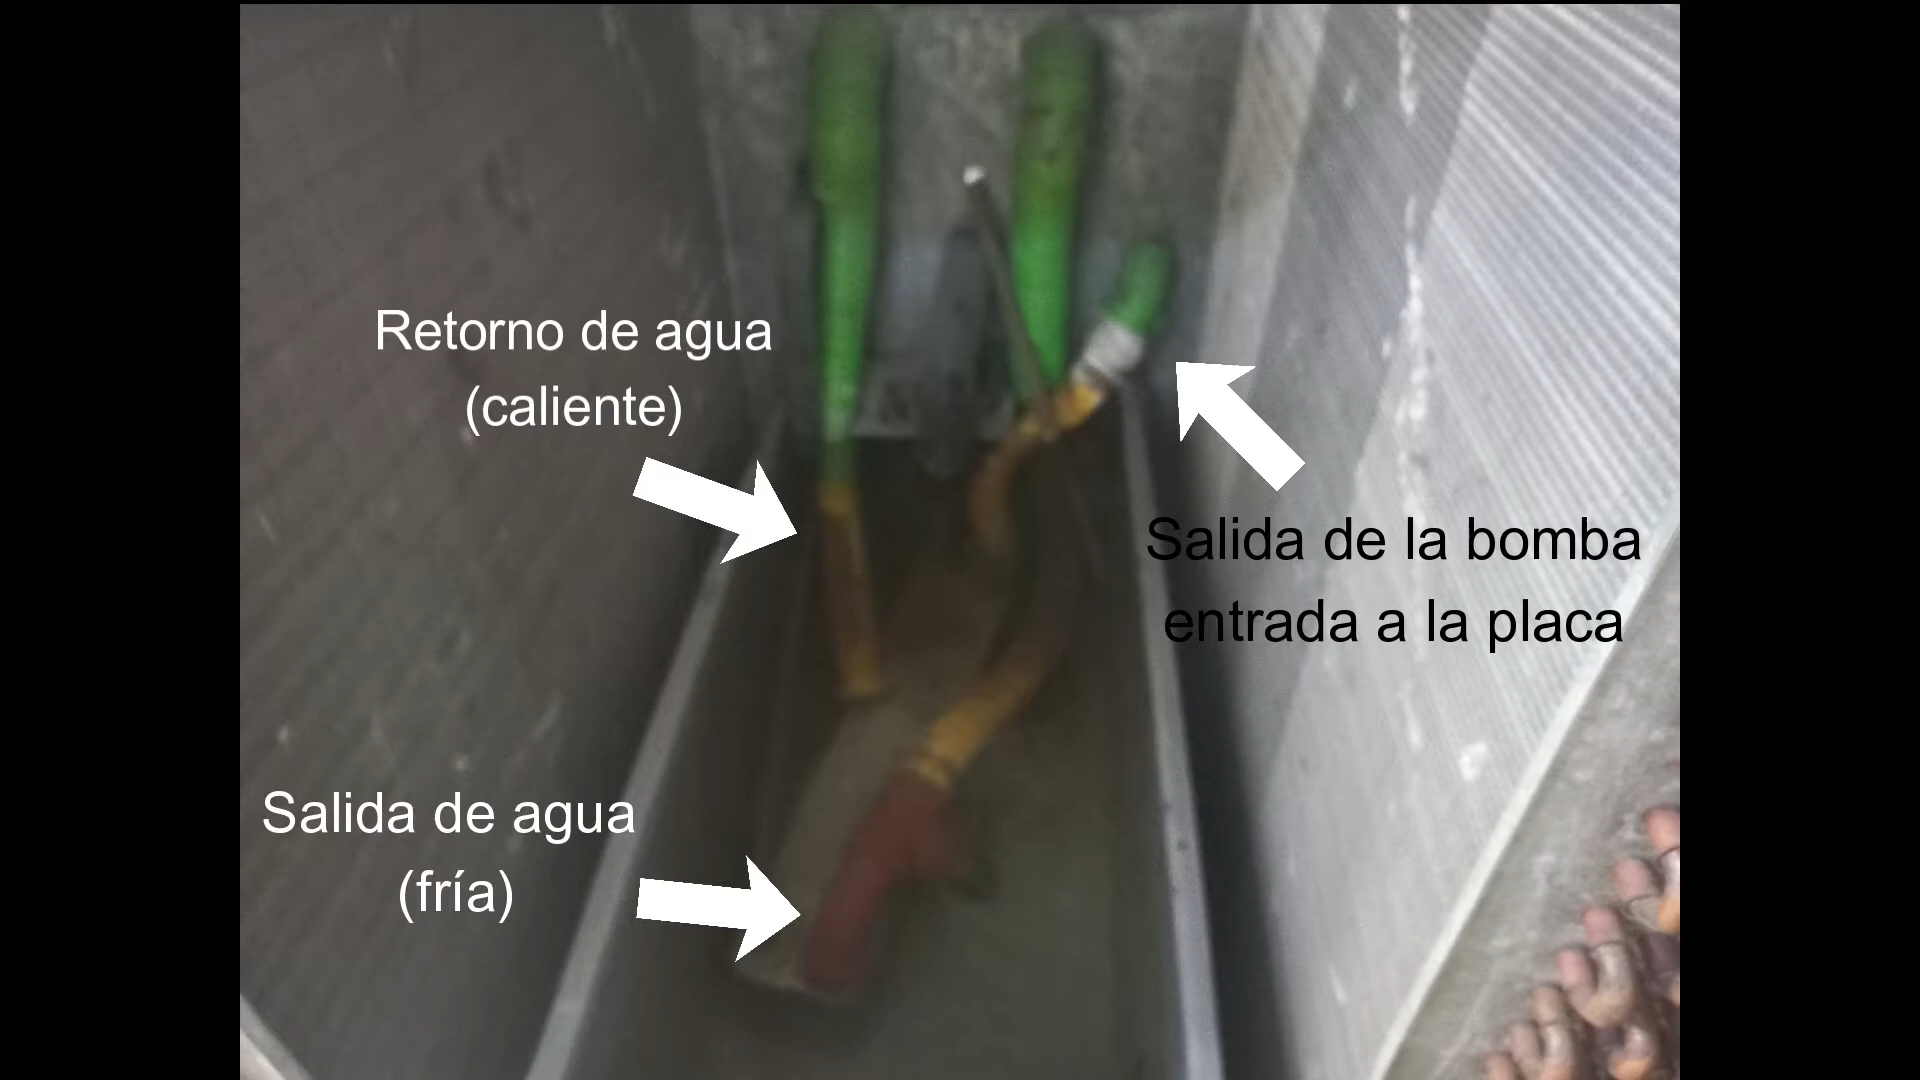 Retorno de agua
(caliente)
Salida de la bomba
entrada a la placa
Salida de agua
(fría)